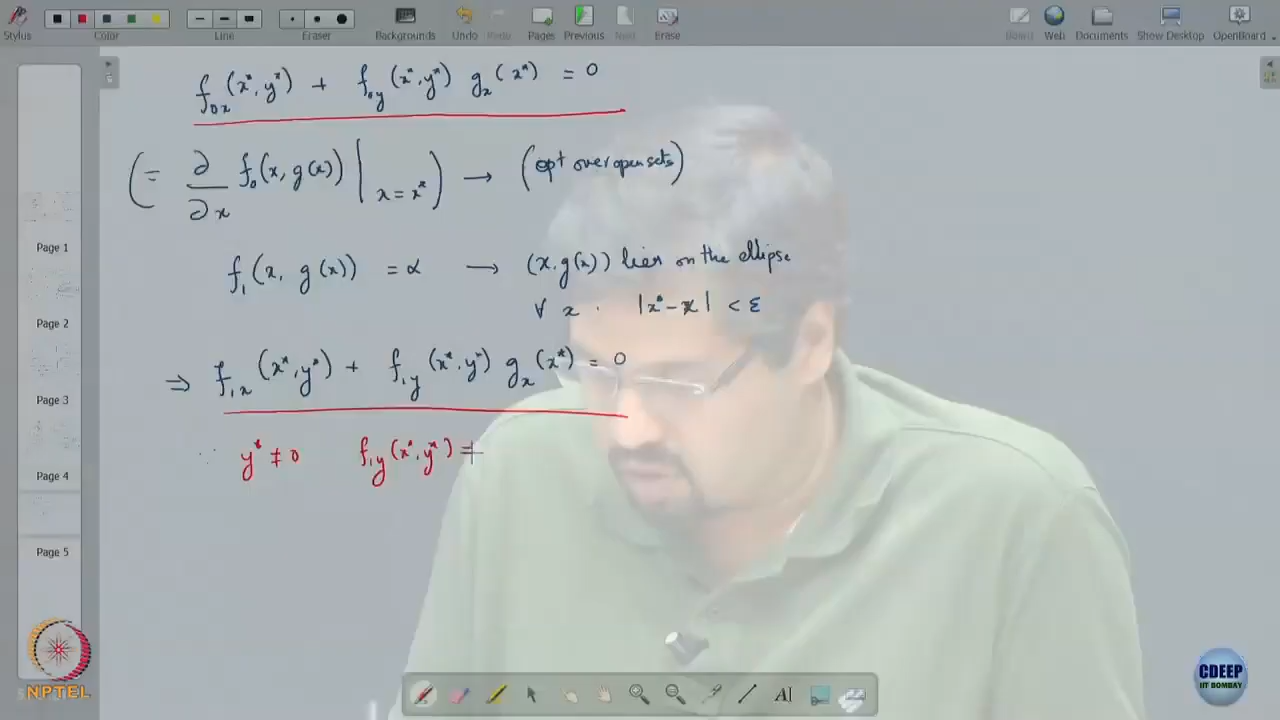 Stylus Color Line Eraser Backgrounds Undo Redo Pages Previous Next Erase Board Web Documents Show Desktop OpenBoard
f₀ₓ(x*, y*) + f₀y(x*, y*) gₓ(x*) = 0
(= ∂/∂x f₀(x, g(x)) | x = x*) → (opt over open sets)
f₁(x, g(x)) = α → (x, g(x)) lies on the ellipse
∀ x . |x* - x| < ε
⇒ f₁ₓ(x*, y*) + f₁y(x*, y*) gₓ(x*) = 0
∵ y* ≠ 0 f₁y(x*, y*) =
Page 1
Page 2
Page 3
Page 4
Page 5
NPTEL
CDEEP
IIT BOMBAY